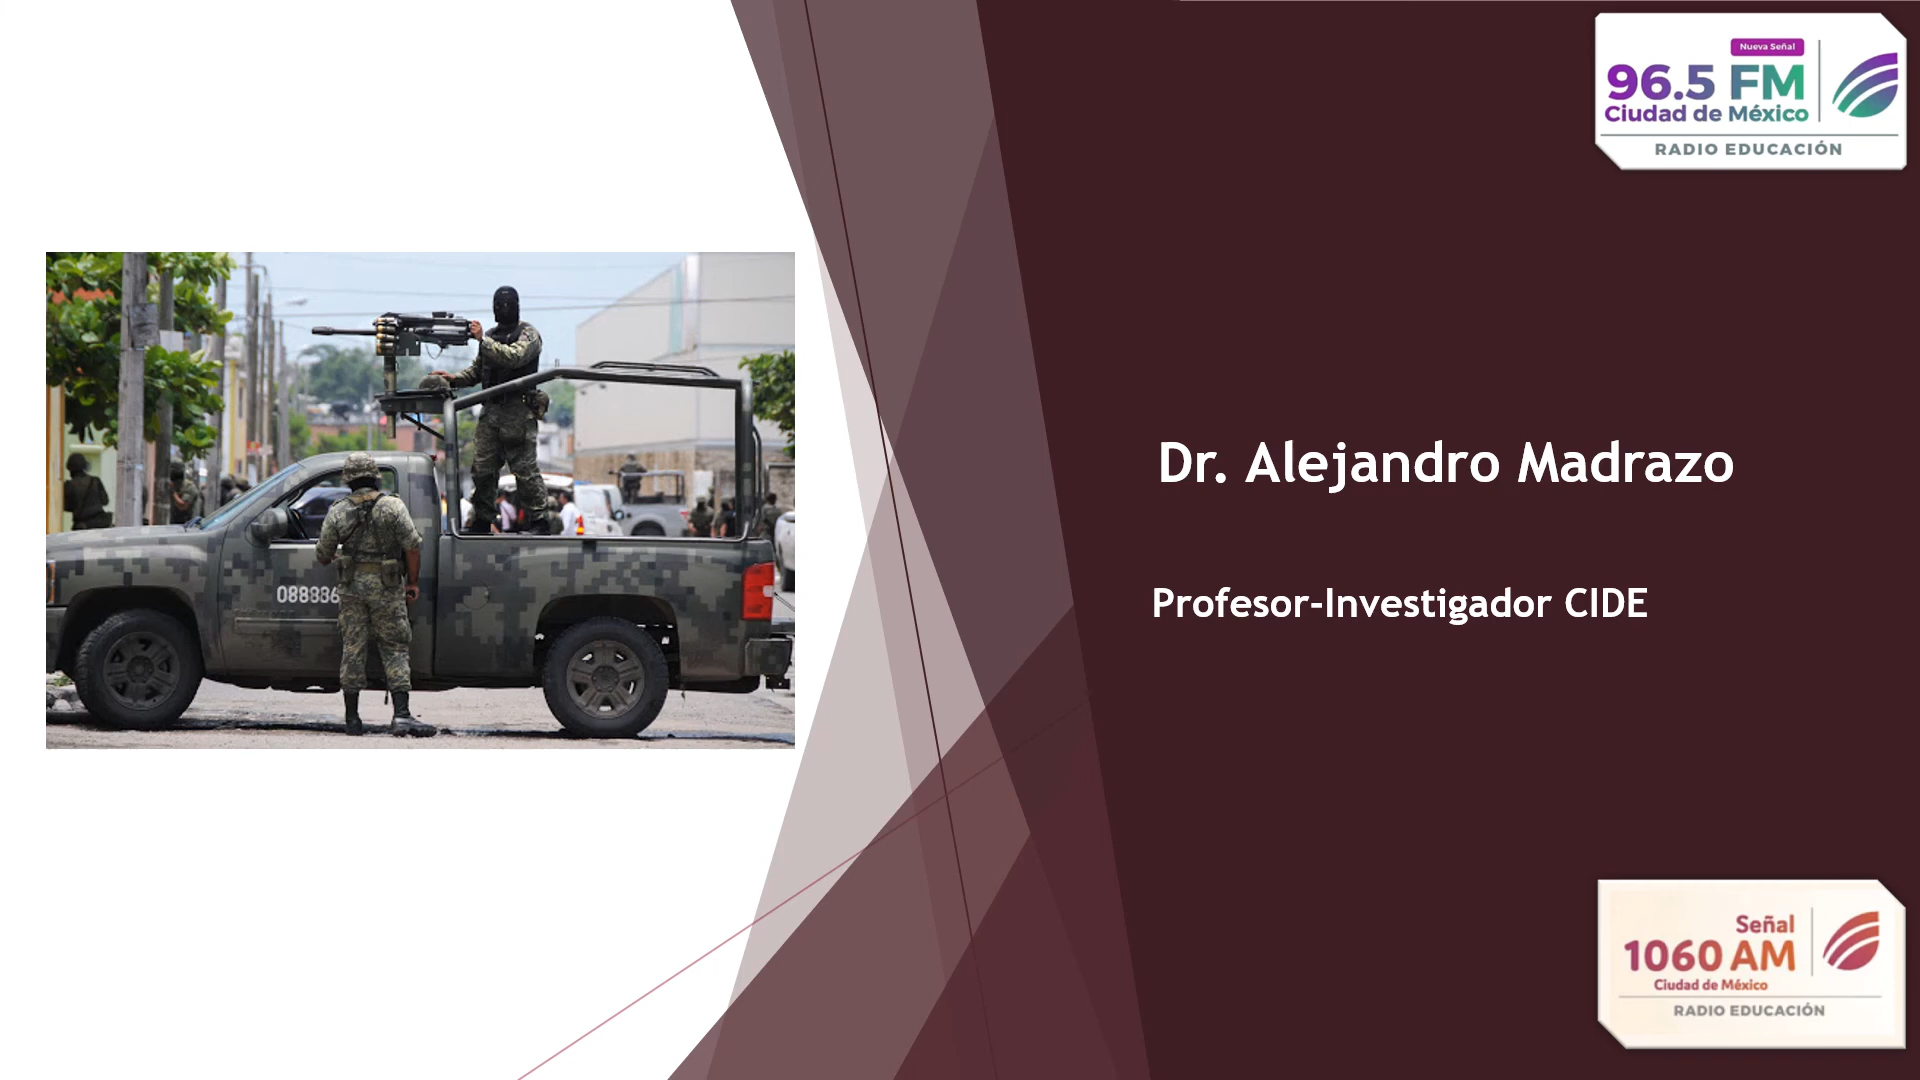 Nueva Señal
96.5 FM
Ciudad de México
RADIO EDUCACIÓN
088886
Dr. Alejandro Madrazo
Profesor-Investigador CIDE
Señal
1060 AM
Ciudad de México
RADIO EDUCACIÓN